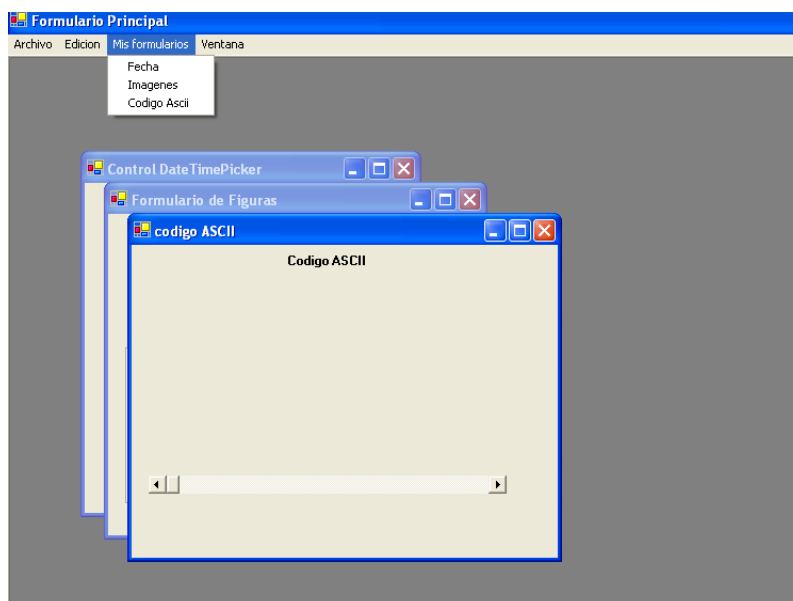 Formulario Principal
Archivo Edicion Mis formularios Ventana
Fecha
Imagenes
Codigo Ascii
Control DateTimePicker
Formulario de Figuras
codigo ASCII
Codigo ASCII